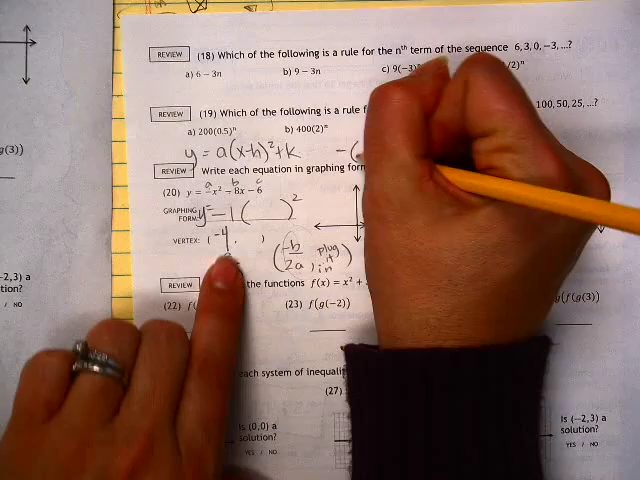 REVIEW (18) Which of the following is a rule for the nth term of the sequence 6, 3, 0, −3, ...?
a) 6 − 3n b) 9 − 3n c) 9(−3)
/2)ⁿ
g(3))
REVIEW (19) Which of the following is a rule f
100, 50, 25, ...?
a) 200(0.5)ⁿ b) 400(2)ⁿ
y = a(x-h)²+k −(
REVIEW Write each equation in graphing for
a b c
(20) y = −x² − 8x − 6
GRAPHING FORM: y = −1( )²
VERTEX: (−4, )
(−b/2a, plug it in)
−2,3) a
tion?
/ NO
REVIEW the functions f(x) = x² +
(22) f( (23) f(g(−2)) g(f(g(3))
each system of inequali
(27)
Is (0,0) a
solution?
YES / NO
Is (−2,3) a
solution?
YES / NO